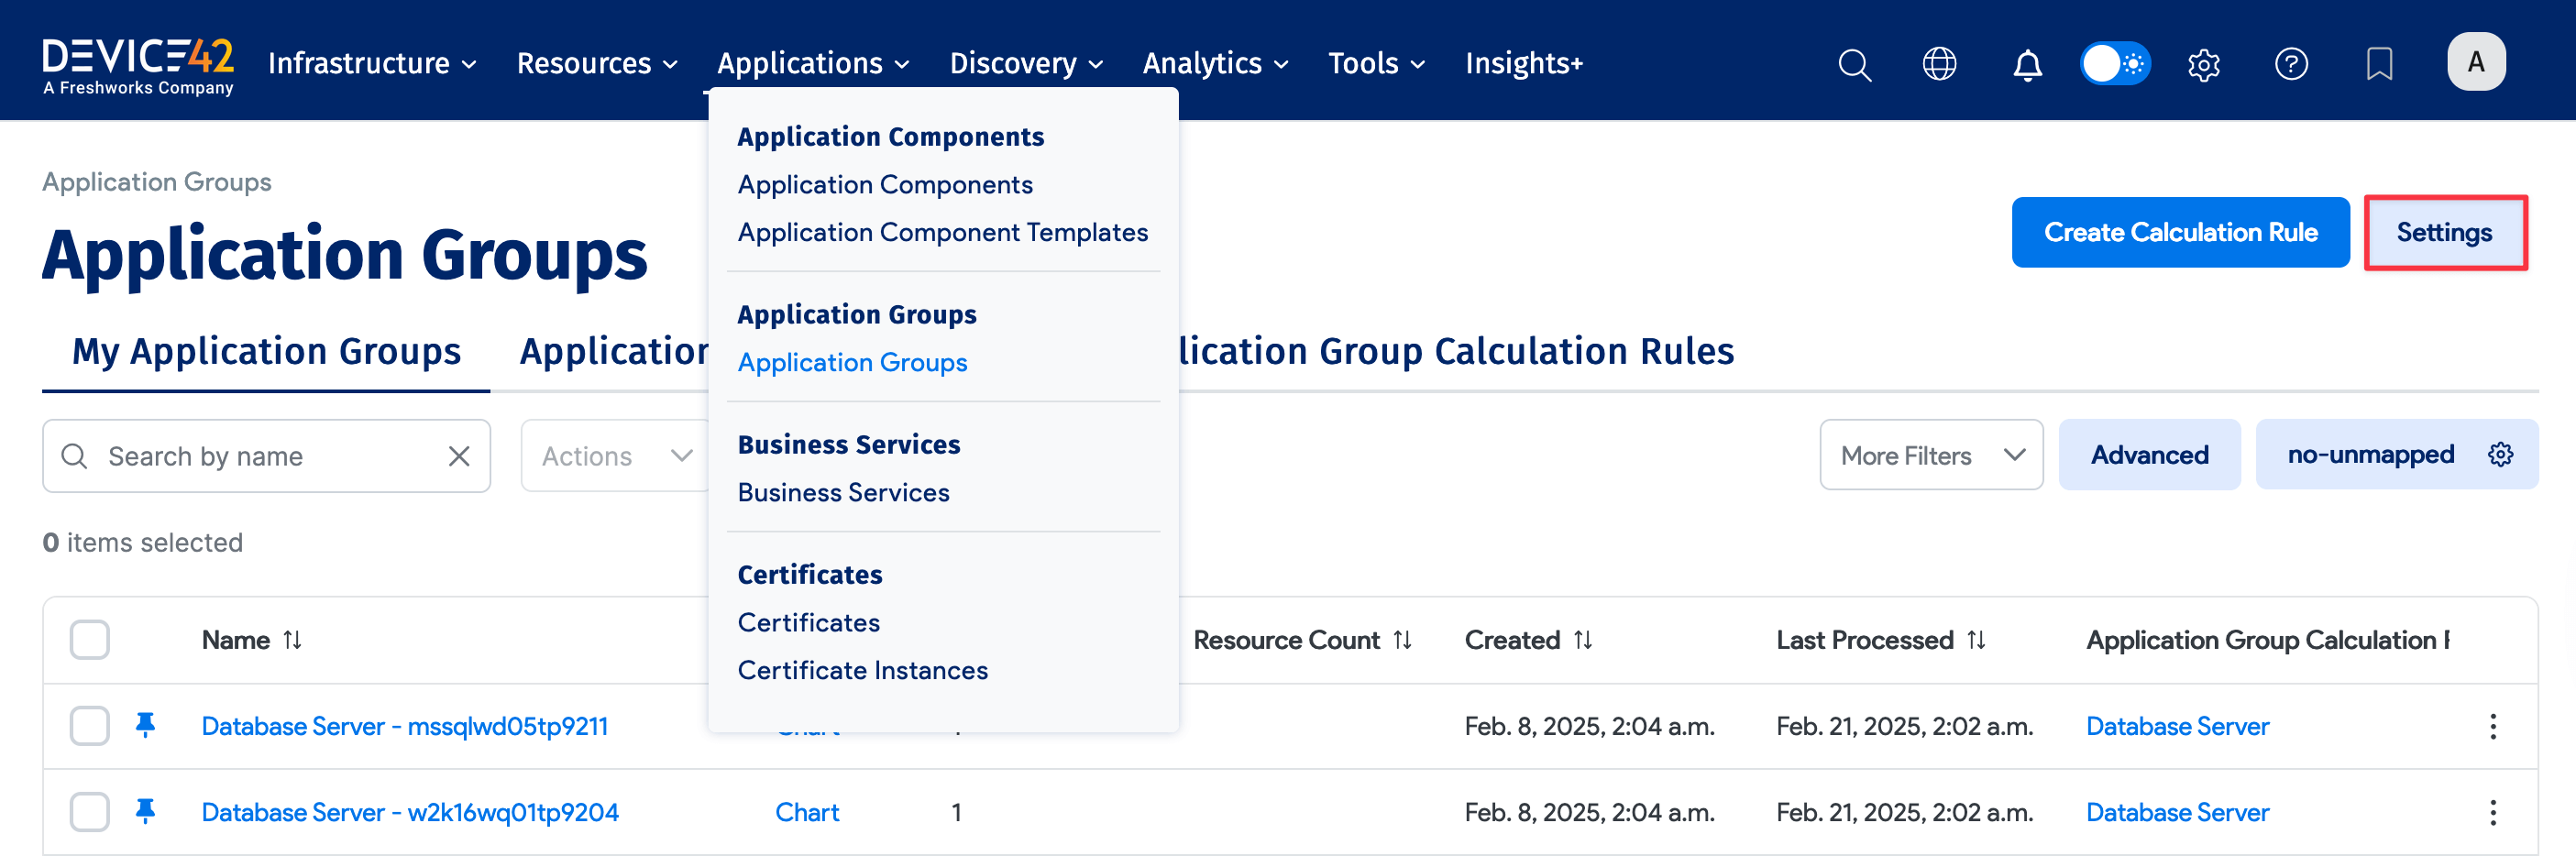 DEVICE42
A Freshworks Company
Infrastructure Resources Applications Discovery Analytics Tools Insights+
A
Application Components
Application Components
Application Component Templates
Application Groups
Application Groups
Business Services
Business Services
Certificates
Certificates
Certificate Instances
Application Groups
Application Groups
Create Calculation Rule Settings
My Application Groups lication Group Calculation Rules
Search by name Actions More Filters Advanced no-unmapped
0 items selected
Name Resource Count Created Last Processed Application Group Calculation
Database Server - mssqlwd05tp9211 Feb. 8, 2025, 2:04 a.m. Feb. 21, 2025, 2:02 a.m. Database Server
Database Server - w2k16wq01tp9204 Chart 1 Feb. 8, 2025, 2:04 a.m. Feb. 21, 2025, 2:02 a.m. Database Server